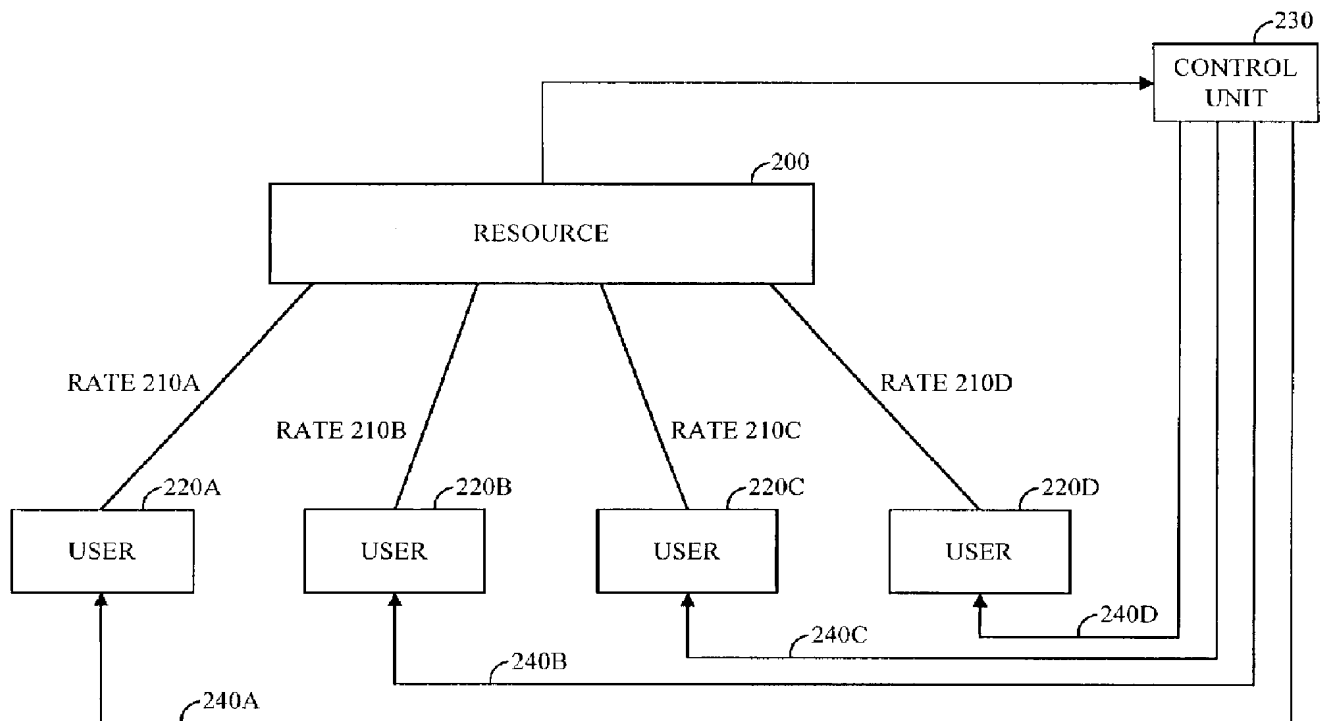 230
CONTROL
UNIT
200
RESOURCE
RATE 210A
RATE 210D
RATE 210B
RATE 210C
220A
220B
220C
220D
USER
USER
USER
USER
240D
240C
240B
240A